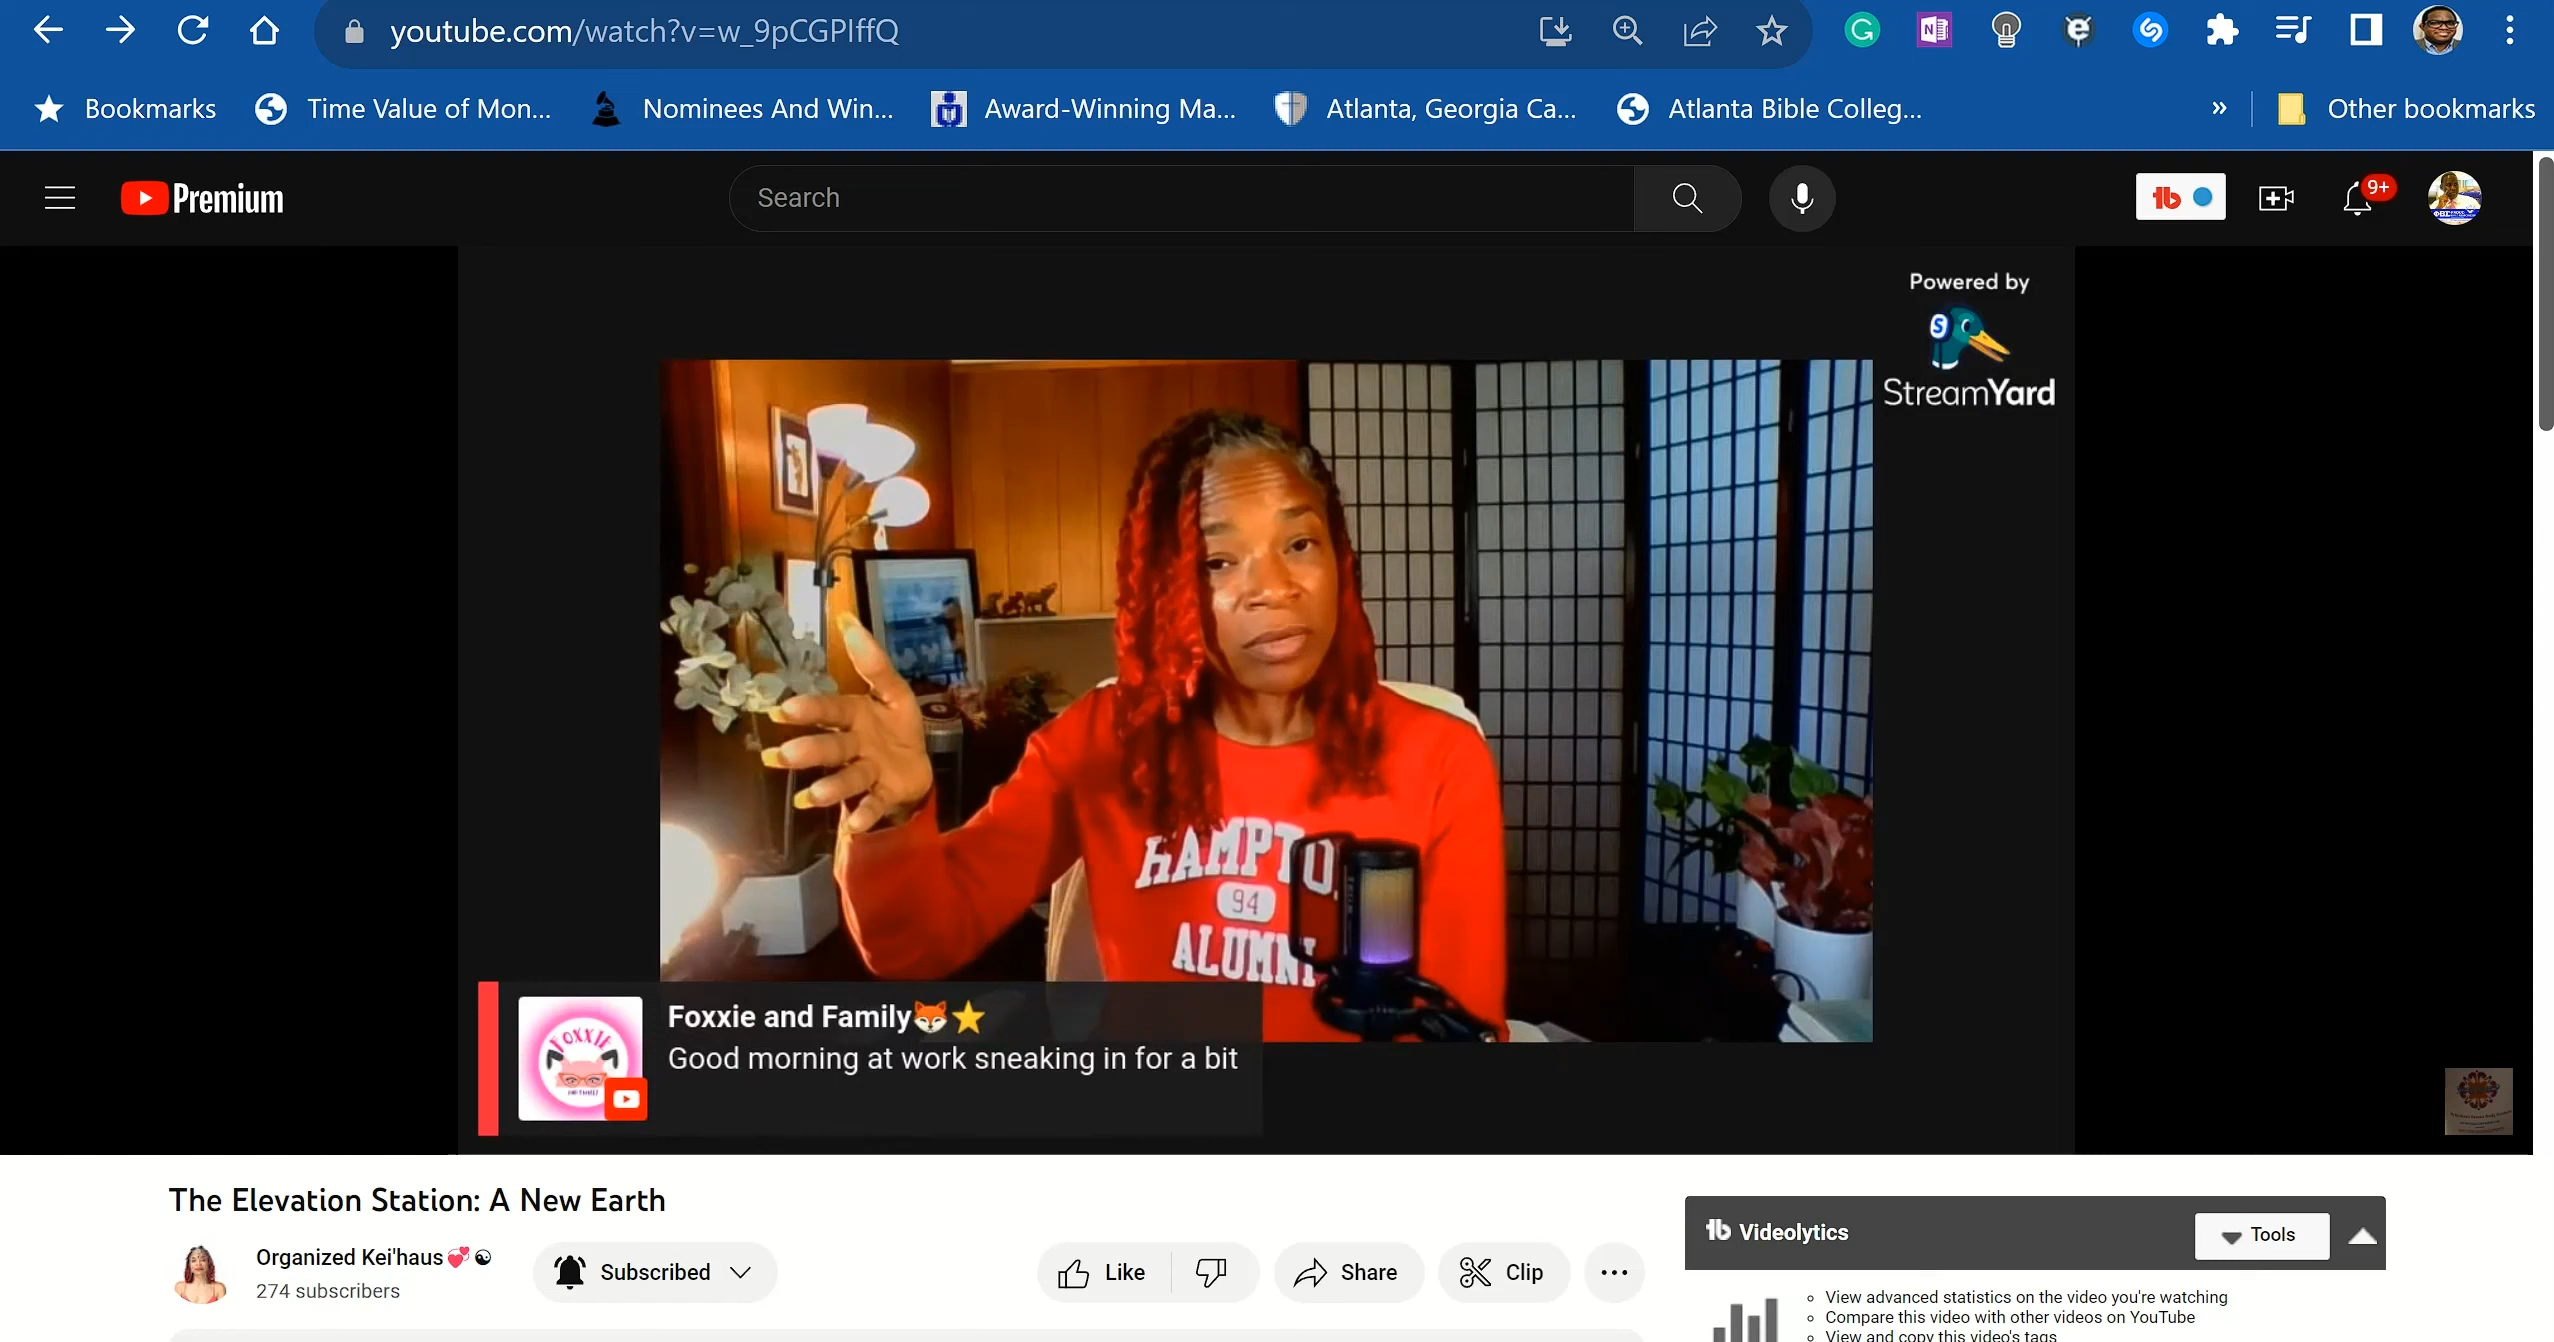 youtube.com/watch?v=w_9pCGPIffQ
Bookmarks
Time Value of Mon...
Nominees And Win...
Award-Winning Ma...
Atlanta, Georgia Ca...
Atlanta Bible Colleg...
»
Other bookmarks
Premium
Search
9+
Powered by
StreamYard
HAMPTO
94
ALUMNI
FOXXIE
Foxxie and Family🦊⭐
Good morning at work sneaking in for a bit
The Elevation Station: A New Earth
Organized Kei'haus💞☯
274 subscribers
Subscribed
Like
Share
Clip
Videolytics
Tools
View advanced statistics on the video you're watching
Compare this video with other videos on YouTube
View and copy this video's tags